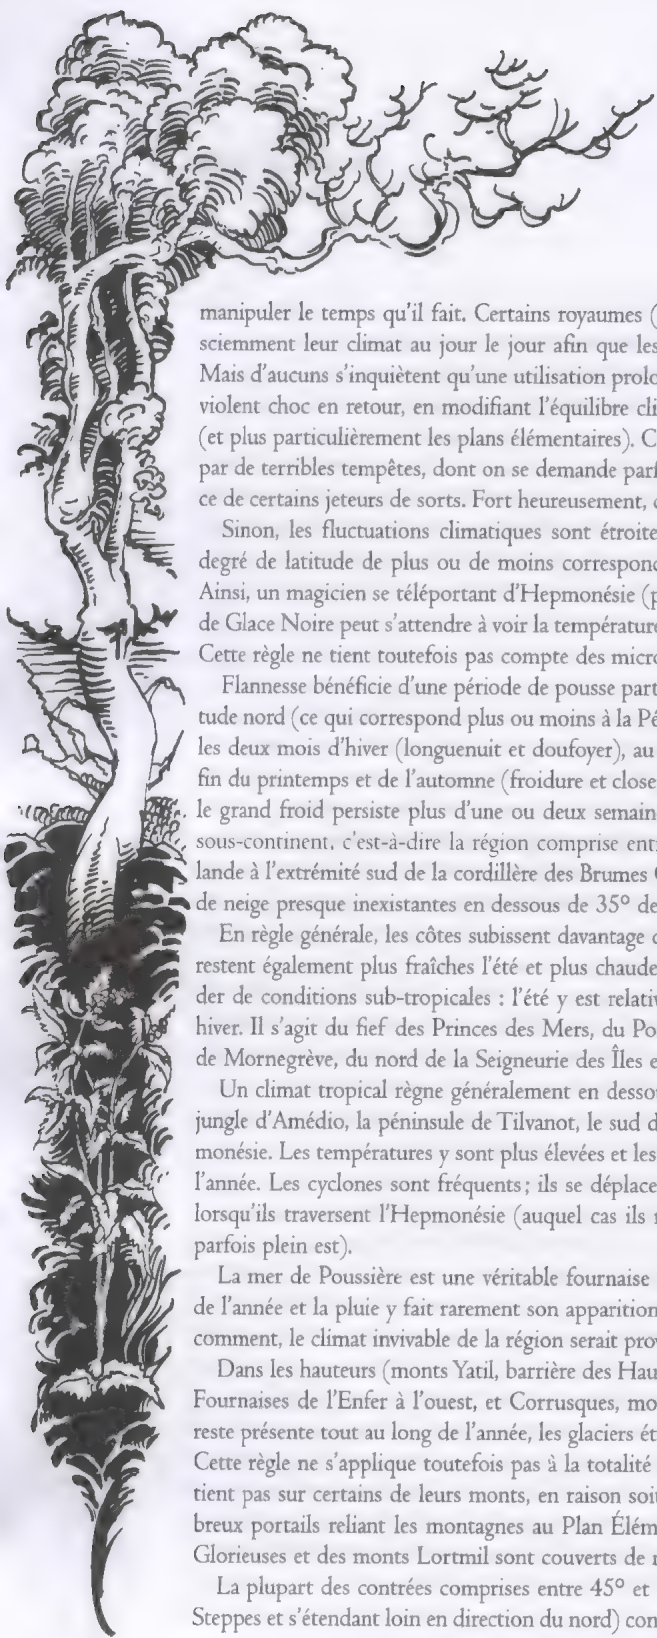 manipuler le temps qu'il fait. Certains royaumes (
sciemment leur climat au jour le jour afin que les
Mais d'aucuns s'inquiètent qu'une utilisation prolo
violent choc en retour, en modifiant l'équilibre cli
(et plus particulièrement les plans élémentaires). C
par de terribles tempêtes, dont on se demande parf
ce de certains jeteurs de sorts. Fort heureusement, c
Sinon, les fluctuations climatiques sont étroite
degré de latitude de plus ou de moins correspond
Ainsi, un magicien se téléportant d'Hepmonésie (p
de Glace Noire peut s'attendre à voir la température
Cette règle ne tient toutefois pas compte des micro
Flannesse bénéficie d'une période de pousse part
tude nord (ce qui correspond plus ou moins à la Pé
les deux mois d'hiver (longuenuit et doufoyer), au
fin du printemps et de l'automne (froidure et close
le grand froid persiste plus d'une ou deux semain
sous-continent, c'est-à-dire la région comprise entr
lande à l'extrémité sud de la cordillère des Brumes
de neige presque inexistantes en dessous de 35° de
En règle générale, les côtes subissent davantage d
restent également plus fraîches l'été et plus chaude
der de conditions sub-tropicales : l'été y est relativ
hiver. Il s'agit du fief des Princes des Mers, du Po
de Mornegrève, du nord de la Seigneurie des Îles e
Un climat tropical règne généralement en desso
jungle d'Amédio, la péninsule de Tilvanot, le sud d
monésie. Les températures y sont plus élevées et les
l'année. Les cyclones sont fréquents ; ils se déplace
lorsqu'ils traversent l'Hepmonésie (auquel cas ils r
parfois plein est).
La mer de Poussière est une véritable fournaise
de l'année et la pluie y fait rarement son apparition
comment, le climat invivable de la région serait prov
Dans les hauteurs (monts Yatil, barrière des Hau
Fournaises de l'Enfer à l'ouest, et Corrusques, mo
reste présente tout au long de l'année, les glaciers ét
Cette règle ne s'applique toutefois pas à la totalité
tient pas sur certains de leurs monts, en raison soit
breux portails reliant les montagnes au Plan Élém
Glorieuses et des monts Lortmil sont couverts de n
La plupart des contrées comprises entre 45° et
Steppes et s'étendant loin en direction du nord) con